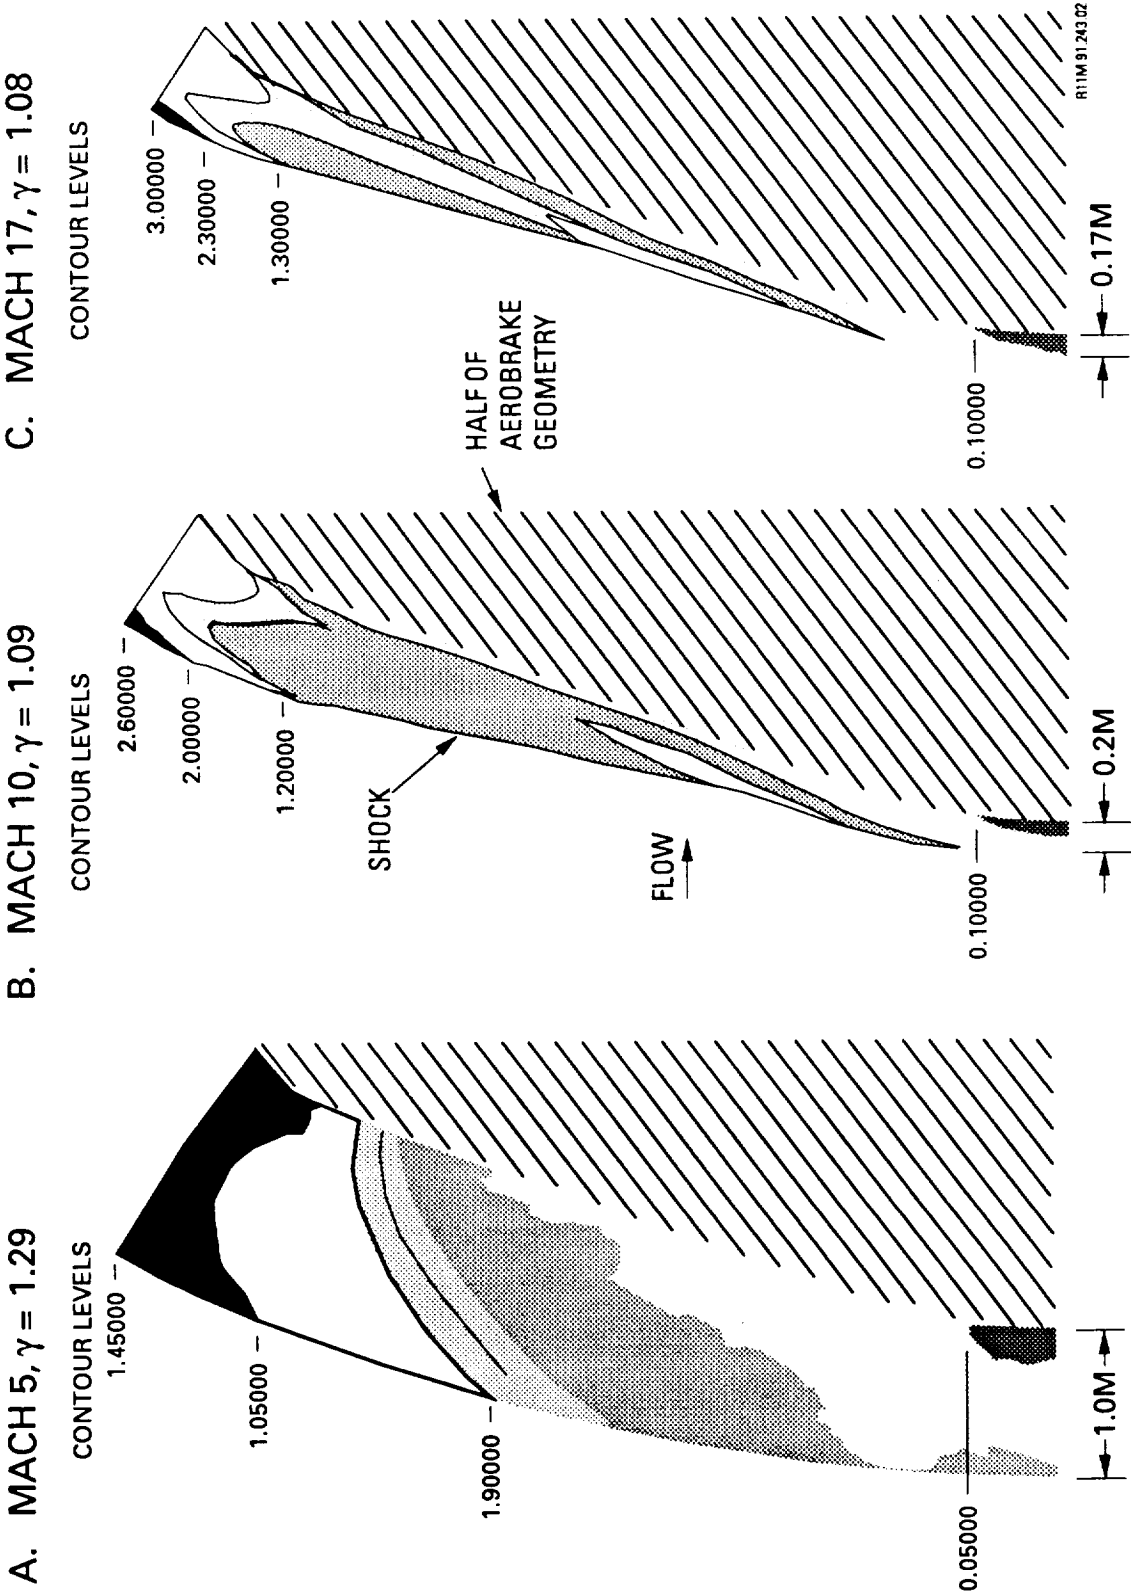 A. MACH 5, γ = 1.29
CONTOUR LEVELS
1.45000
1.05000
1.90000
0.05000
1.0M
B. MACH 10, γ = 1.09
CONTOUR LEVELS
2.60000
2.00000
1.20000
SHOCK
FLOW
0.10000
0.2M
HALF OF
AEROBRAKE
GEOMETRY
C. MACH 17, γ = 1.08
CONTOUR LEVELS
3.00000
2.30000
1.30000
0.10000
0.17M
R11M 91 243 02